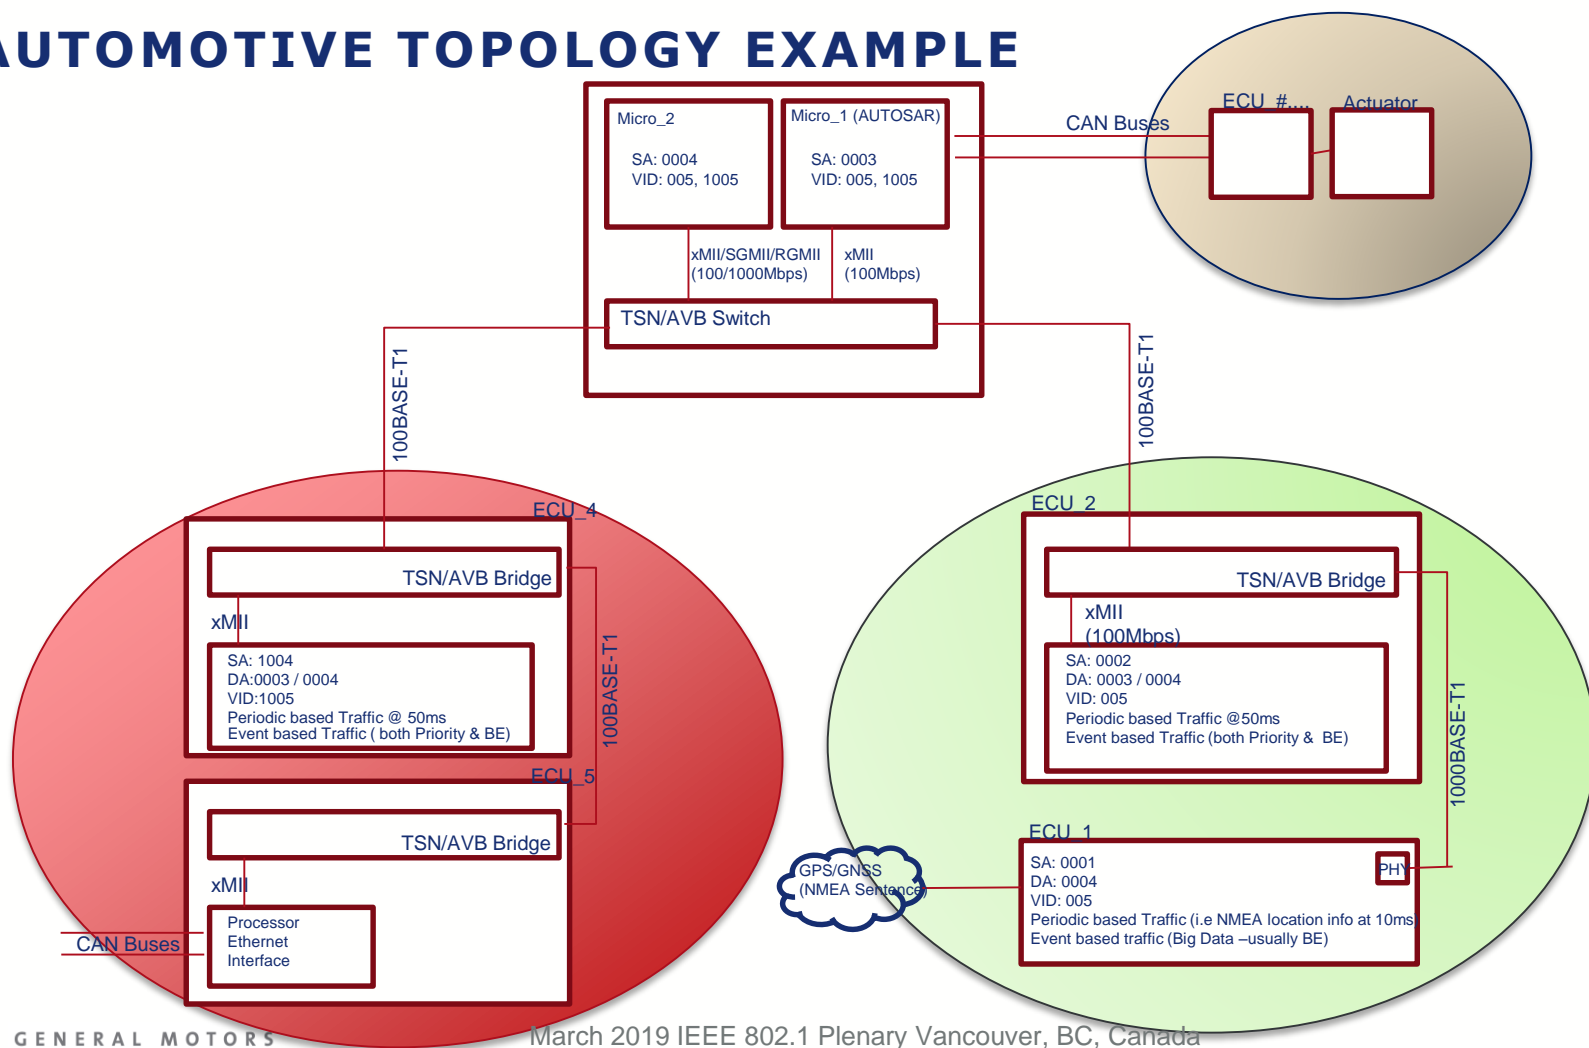 AUTOMOTIVE TOPOLOGY EXAMPLE
Micro_2
SA: 0004
VID: 005, 1005
Micro_1 (AUTOSAR)
SA: 0003
VID: 005, 1005
CAN Buses
ECU_#....
Actuator
xMII/SGMII/RGMII
(100/1000Mbps)
xMII
(100Mbps)
TSN/AVB Switch
100BASE-T1
100BASE-T1
ECU_4
TSN/AVB Bridge
xMII
SA: 1004
DA:0003 / 0004
VID:1005
Periodic based Traffic @ 50ms
Event based Traffic ( both Priority & BE)
100BASE-T1
ECU_5
TSN/AVB Bridge
xMII
Processor
Ethernet
Interface
CAN Buses
ECU_2
TSN/AVB Bridge
xMII
(100Mbps)
SA: 0002
DA: 0003 / 0004
VID: 005
Periodic based Traffic @50ms
Event based Traffic (both Priority & BE)
1000BASE-T1
ECU_1
SA: 0001
DA: 0004
VID: 005
Periodic based Traffic (i.e NMEA location info at 10ms)
Event based traffic (Big Data –usually BE)
PHY
GPS/GNSS
(NMEA Sentence)
GENERAL MOTORS
March 2019 IEEE 802.1 Plenary Vancouver, BC, Canada